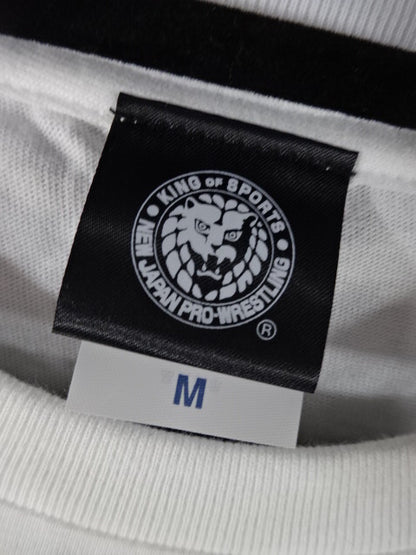 KING OF SPORTS
NEW JAPAN PRO-WRESTLING
®
M